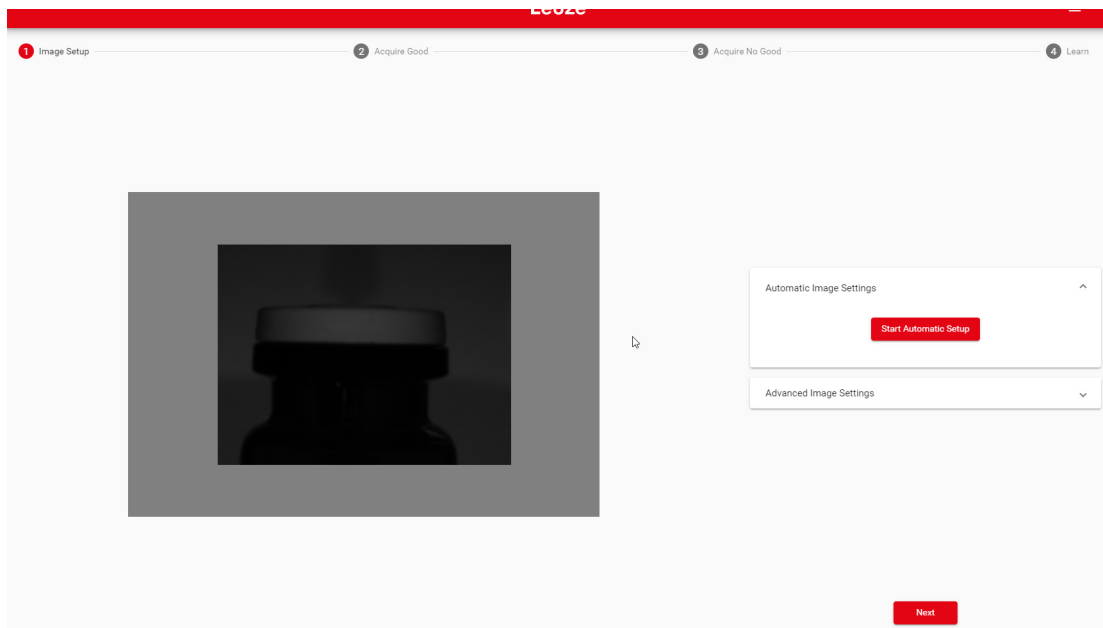 1 Image Setup
2 Acquire Good
3 Acquire No Good
4 Learn
Automatic Image Settings
Start Automatic Setup
Advanced Image Settings
Next